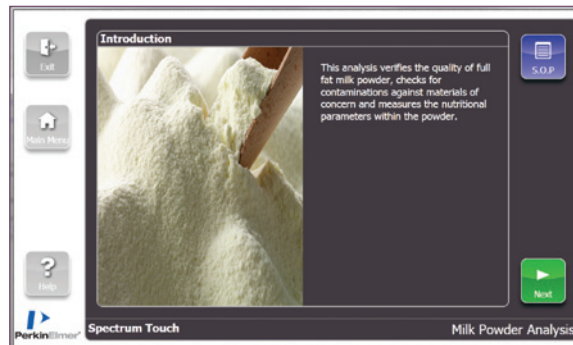 Introduction
Exit
S.O.P
This analysis verifies the quality of full
fat milk powder, checks for
contaminations against materials of
concern and measures the nutritional
parameters within the powder.
Main Menu
?
Help
Next
PerkinElmer
Spectrum Touch
Milk Powder Analysis